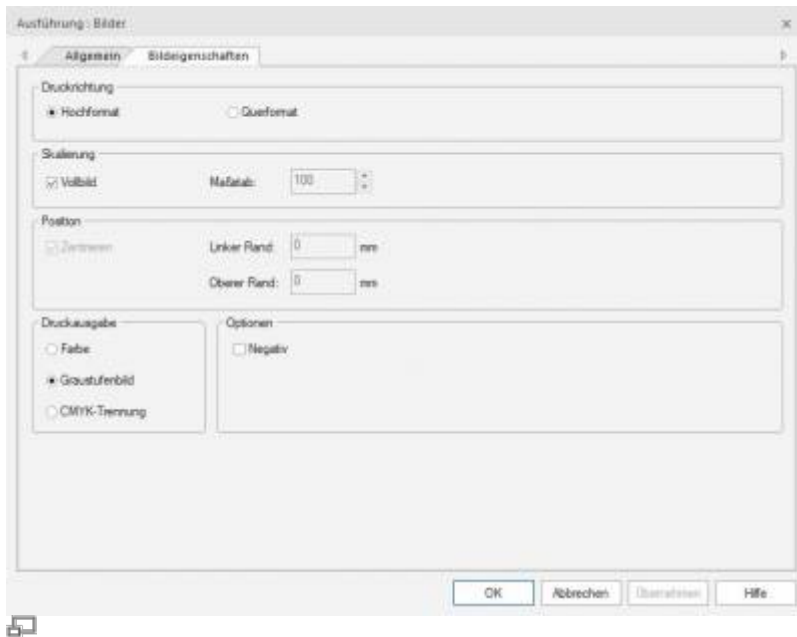 Ausführung : Bilder
Allgemein Bildeigenschaften
Druckrichtung
Hochformat Querformat
Skalierung
Vollbild Maßstab: 100
Position
Zentrieren Linker Rand: 0 mm
Oberer Rand: 0 mm
Druckausgabe Optionen
Farbe Negativ
Graustufenbild
CMYK-Trennung
OK Abbrechen Übernehmen Hilfe